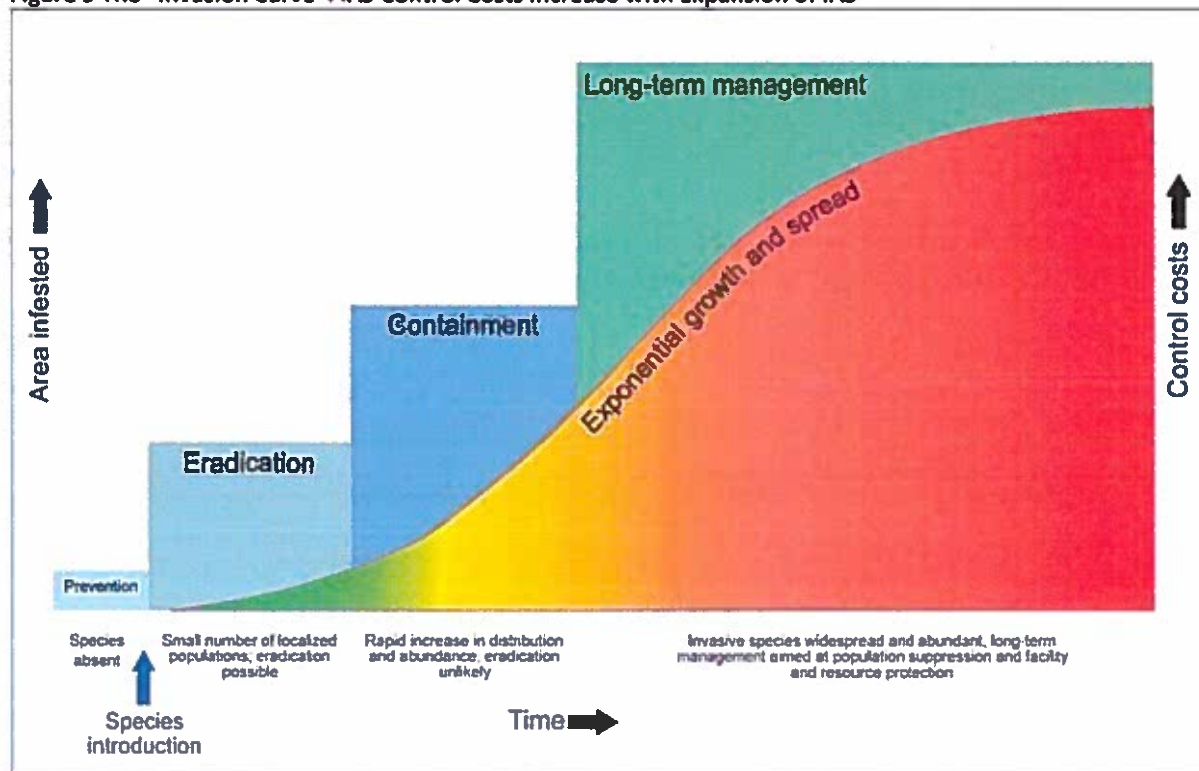 Long-term management
Area infested
Control costs
Exponential growth and spread
Containment
Eradication
Prevention
Species
absent
Small number of localized
populations; eradication
possible
Rapid increase in distribution
and abundance, eradication
unlikely
Invasive species widespread and abundant, long-term
management aimed at population suppression and facility
and resource protection
Species
introduction
Time